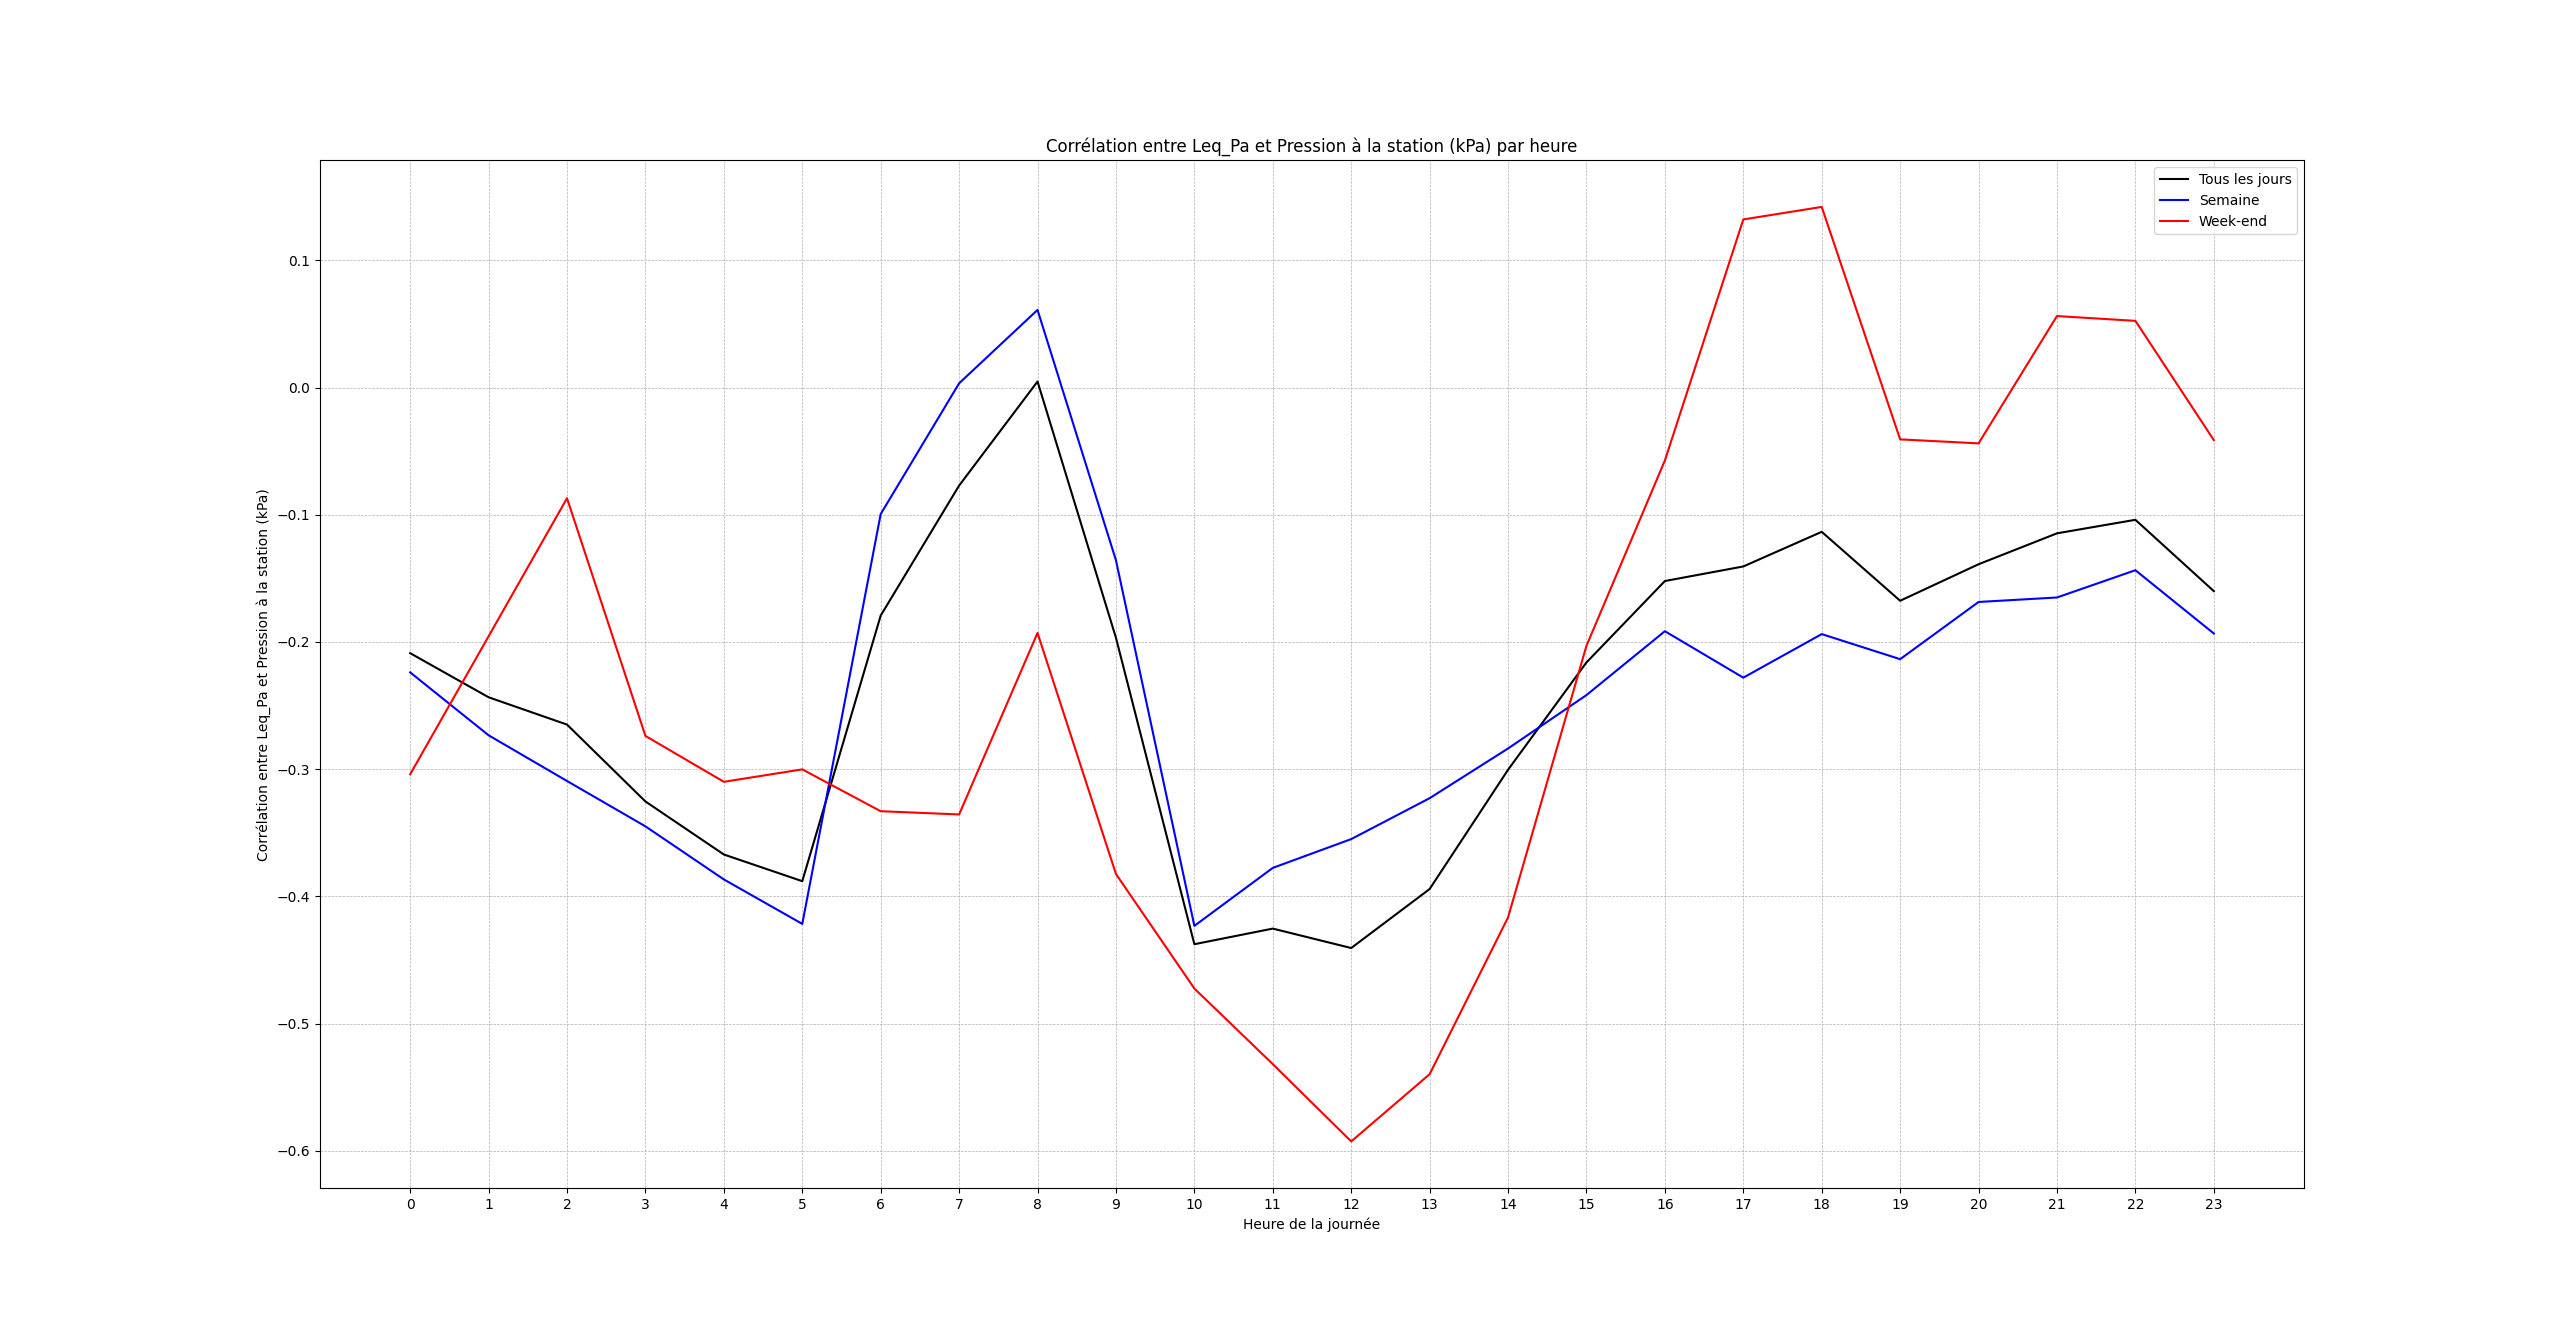 Corrélation entre Leq_Pa et Pression à la station (kPa) par heure
Tous les jours
Semaine
Week-end
Corrélation entre Leq_Pa et Pression à la station (kPa)
0.1
0.0
−0.1
−0.2
−0.3
−0.4
−0.5
−0.6
0 1 2 3 4 5 6 7 8 9 10 11 12 13 14 15 16 17 18 19 20 21 22 23
Heure de la journée